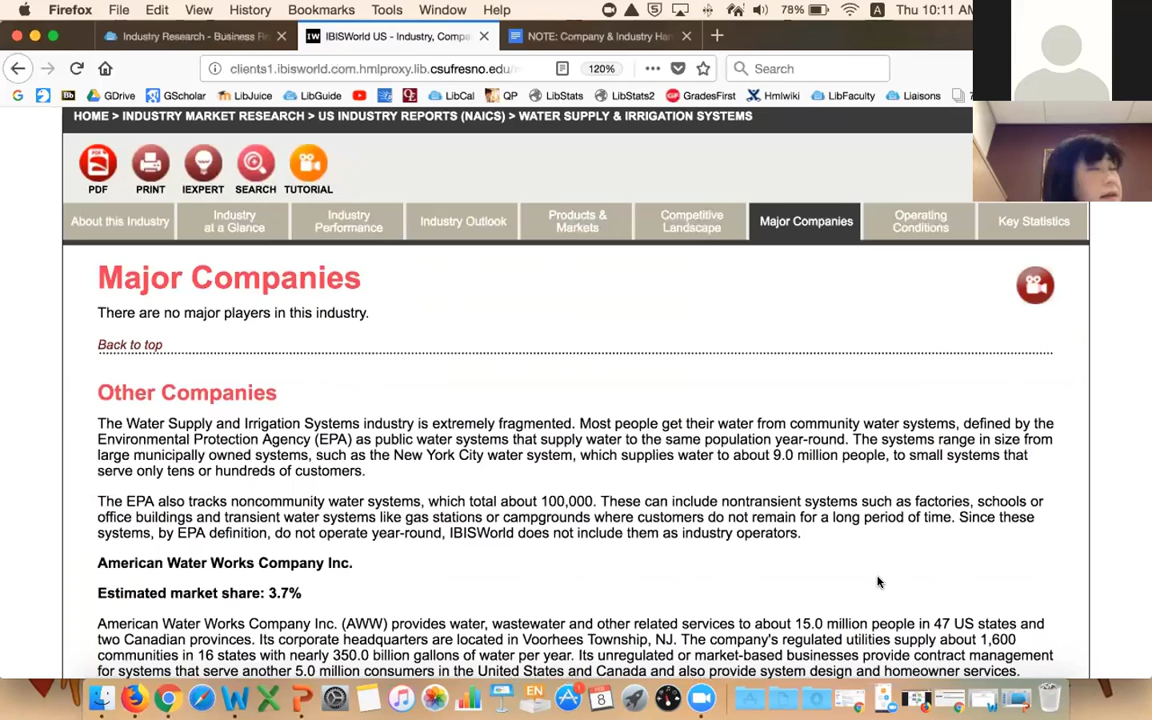 Firefox File Edit View History Bookmarks Tools Window Help 78% A Thu 10:11 AM
Industry Research - Business R
IW IBISWorld US - Industry, Compa
NOTE: Company & Industry Han
clients1.ibisworld.com.hmlproxy.lib.csufresno.edu/
120%
Search
G Bb GDrive GScholar LibJuice LibGuide LibCal QP LibStats LibStats2 GradesFirst Hmlwiki LibFaculty Liaisons
HOME > INDUSTRY MARKET RESEARCH > US INDUSTRY REPORTS (NAICS) > WATER SUPPLY & IRRIGATION SYSTEMS
PDF PRINT IEXPERT SEARCH TUTORIAL
About this Industry
Industry at a Glance
Industry Performance
Industry Outlook
Products & Markets
Competitive Landscape
Major Companies
Operating Conditions
Key Statistics
Major Companies
There are no major players in this industry.
Back to top
Other Companies
The Water Supply and Irrigation Systems industry is extremely fragmented. Most people get their water from community water systems, defined by the
Environmental Protection Agency (EPA) as public water systems that supply water to the same population year-round. The systems range in size from
large municipally owned systems, such as the New York City water system, which supplies water to about 9.0 million people, to small systems that
serve only tens or hundreds of customers.
The EPA also tracks noncommunity water systems, which total about 100,000. These can include nontransient systems such as factories, schools or
office buildings and transient water systems like gas stations or campgrounds where customers do not remain for a long period of time. Since these
systems, by EPA definition, do not operate year-round, IBISWorld does not include them as industry operators.
American Water Works Company Inc.
Estimated market share: 3.7%
American Water Works Company Inc. (AWW) provides water, wastewater and other related services to about 15.0 million people in 47 US states and
two Canadian provinces. Its corporate headquarters are located in Voorhees Township, NJ. The company's regulated utilities supply about 1,600
communities in 16 states with nearly 350.0 billion gallons of water per year. Its unregulated or market-based businesses provide contract management
for systems that serve another 5.0 million consumers in the United States and Canada and also provide system design and homeowner services.